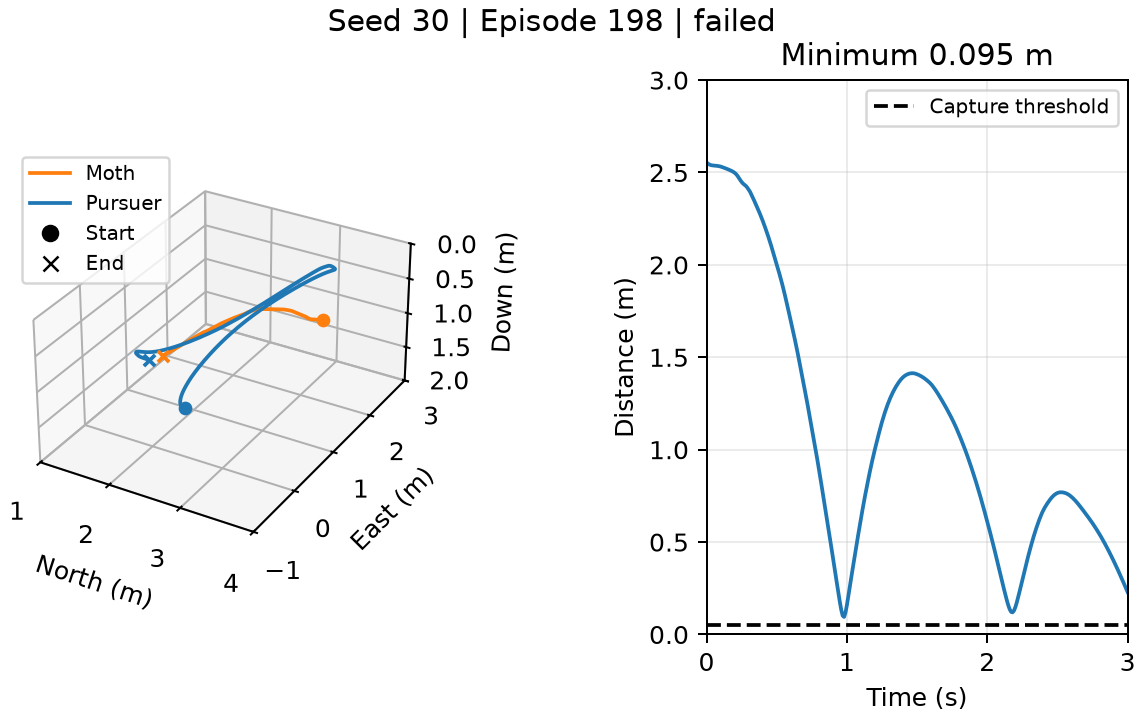 Seed 30 | Episode 198 | failed
Minimum 0.095 m
Moth
Pursuer
Start
End
0.0
0.5
1.0
1.5
2.0
Down (m)
3
2
1
0
−1
East (m)
1
2
3
4
North (m)
Capture threshold
3.0
2.5
2.0
1.5
1.0
0.5
0.0
Distance (m)
0
1
2
3
Time (s)